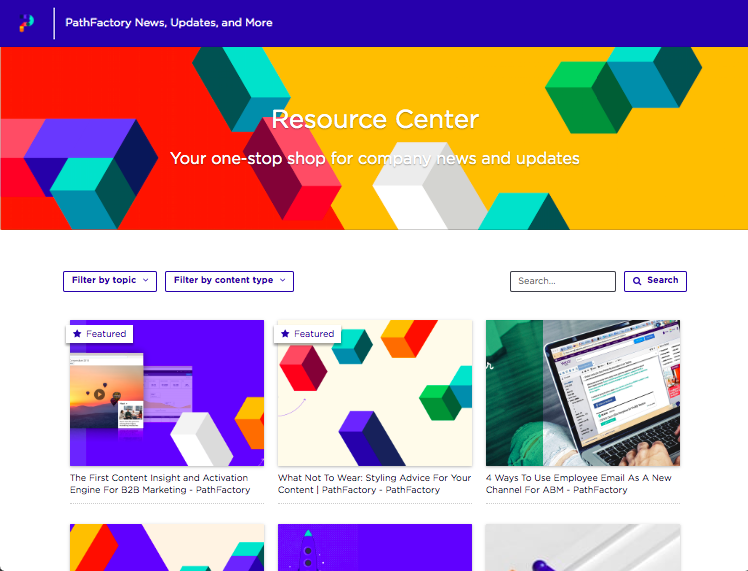 PathFactory News, Updates, and More
Resource Center
Your one-stop shop for company news and updates
Filter by topic
Filter by content type
Search...
Search
Featured
Featured
The First Content Insight and Activation
Engine For B2B Marketing - PathFactory
What Not To Wear: Styling Advice For Your
Content | PathFactory - PathFactory
4 Ways To Use Employee Email As A New
Channel For ABM - PathFactory